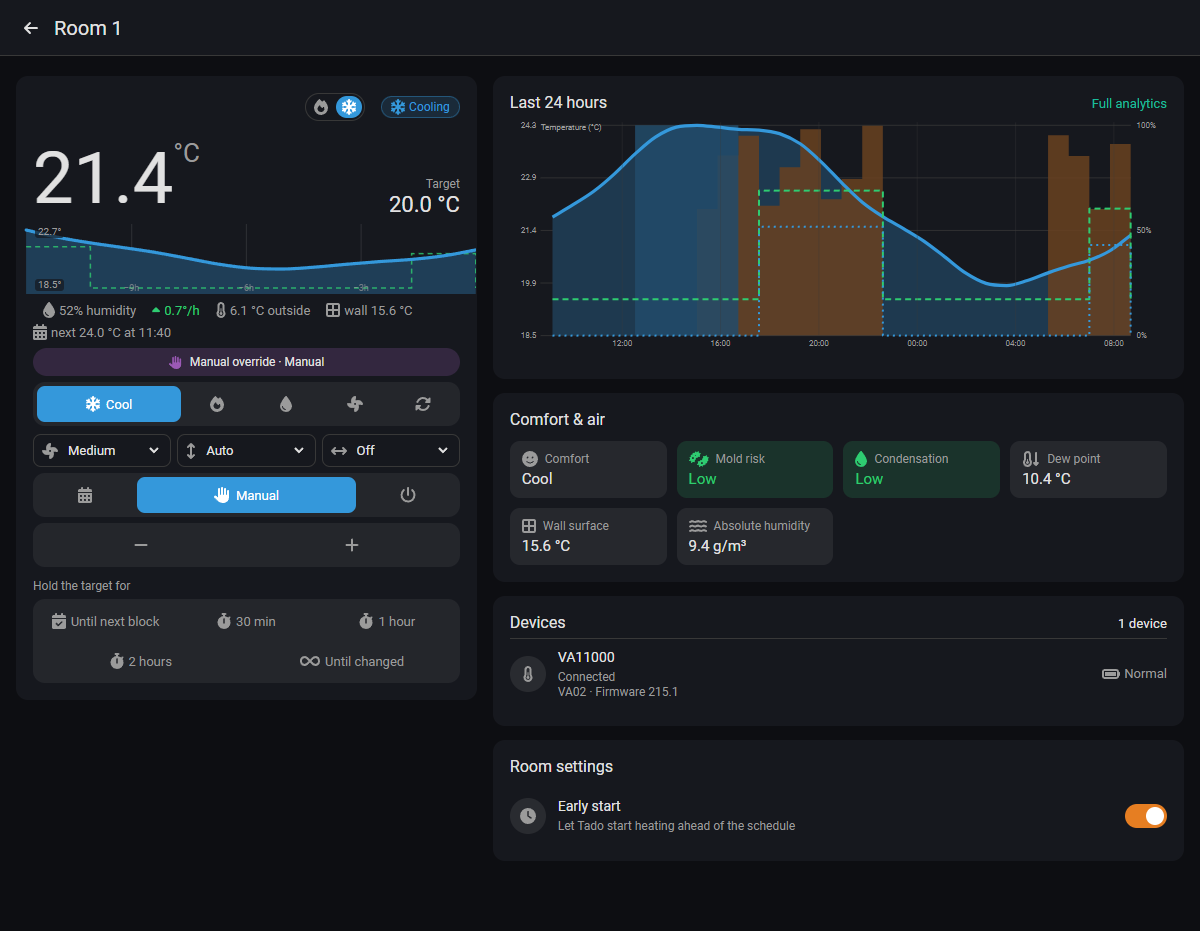 Room 1
Cooling
21.4 °C
Target
20.0 °C
22.7°
18.5°
-9h -6h -3h
52% humidity 0.7°/h 6.1 °C outside wall 15.6 °C
next 24.0 °C at 11:40
Manual override · Manual
Cool
Medium Auto Off
Manual
Hold the target for
Until next block 30 min 1 hour
2 hours Until changed
Last 24 hours Full analytics
Temperature (°C)
24.3 100%
22.9
21.4 50%
19.9
18.5 0%
12:00 16:00 20:00 00:00 04:00 08:00
Comfort & air
Comfort Mold risk Condensation Dew point
Cool Low Low 10.4 °C
Wall surface Absolute humidity
15.6 °C 9.4 g/m³
Devices 1 device
VA11000
Connected
VA02 · Firmware 215.1
Normal
Room settings
Early start
Let Tado start heating ahead of the schedule